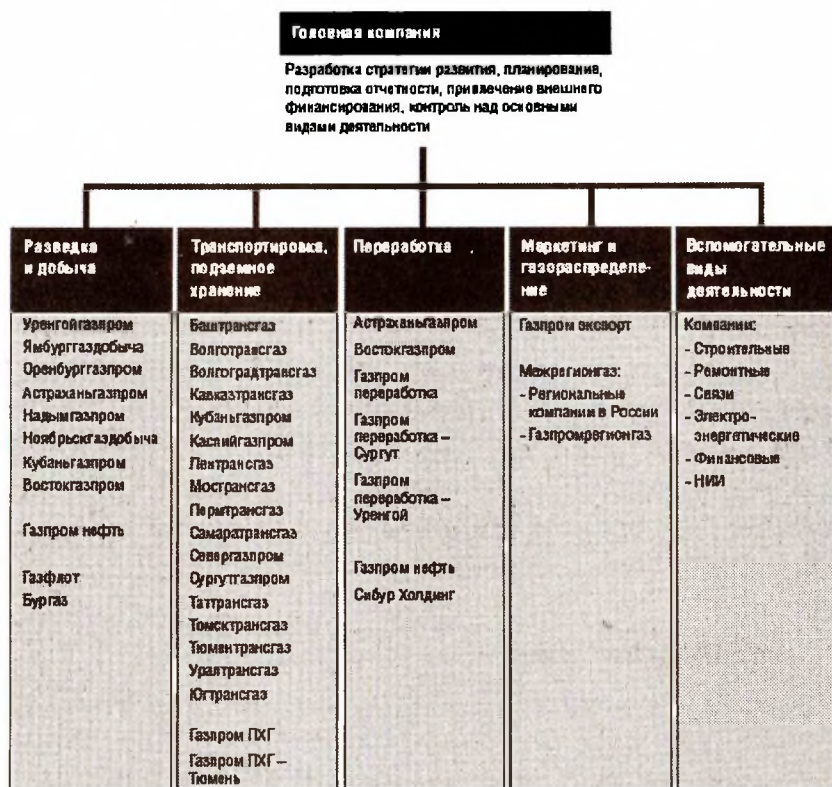 Головная компания
Разработка стратегии развития, планирование,
подготовка отчетности, привлечение внешнего
финансирования, контроль над основными
видами деятельности
Разведка
и добыча
Уренгойгазпром
Ямбурггаздобыча
Оренбурггазпром
Астраханьгазпром
Надымгазпром
Ноябрьскгаздобыча
Кубаньгазпром
Востокгазпром
Газпром нефть
Газфлот
Бургаз
Транспортировка,
подземное
хранение
Баштрансгаз
Волготрансгаз
Волгоградтрансгаз
Кавказтрансгаз
Кубаньгазпром
Каспийгазпром
Лентрансгаз
Мострансгаз
Пермтрансгаз
Самаратрансгаз
Севергазпром
Сургутгазпром
Таттрансгаз
Томсктрансгаз
Тюментрансгаз
Уралтрансгаз
Югтрансгаз
Газпром ПХГ
Газпром ПХГ –
Тюмень
Переработка
Астраханьгазпром
Востокгазпром
Газпром
переработка
Газпром
переработка –
Сургут
Газпром
переработка –
Уренгой
Газпром нефть
Сибур Холдинг
Маркетинг и
газораспределе-
ние
Газпром экспорт
Межрегионгаз:
- Региональные
компании в России
- Газпромрегионгаз
Вспомогательные
виды
деятельности
Компании:
- Строительные
- Ремонтные
- Связи
- Электро-
энергетические
- Финансовые
- НИИ